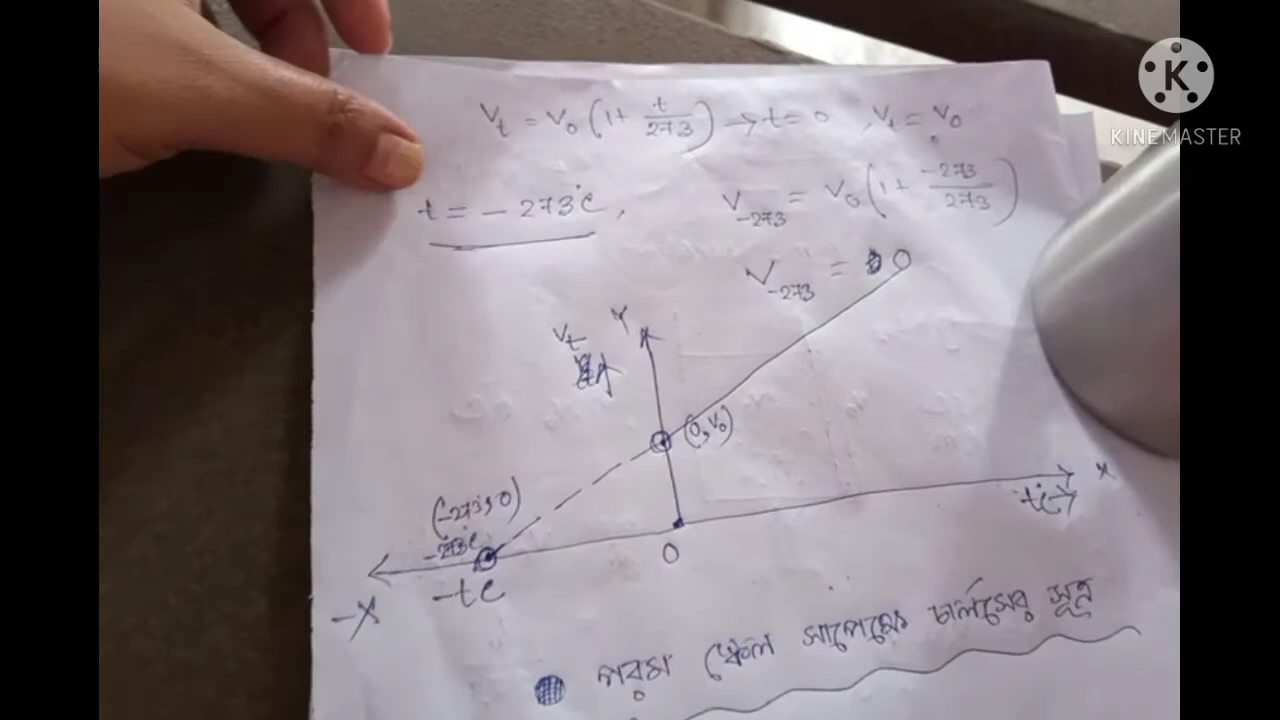 Vt = V0 (1 + t/273) → t = 0, Vt = V0
t = - 273°C, V-273 = V0 (1 + -273/273)
V-273 = 0
Vt
Y
(0, V0)
(-273, 0)
-273°C
-X
-t°C
O
t°C →
X
পরম স্কেল সাপেক্ষে চার্লসের সূত্র
K
KINEMASTER